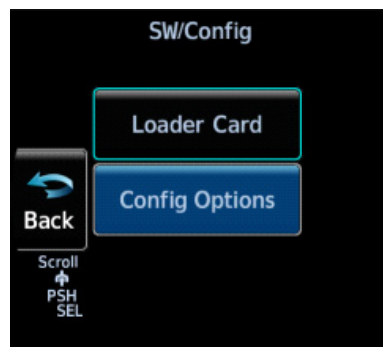 SW/Config
Loader Card
Config Options
Back
Scroll
PSH
SEL